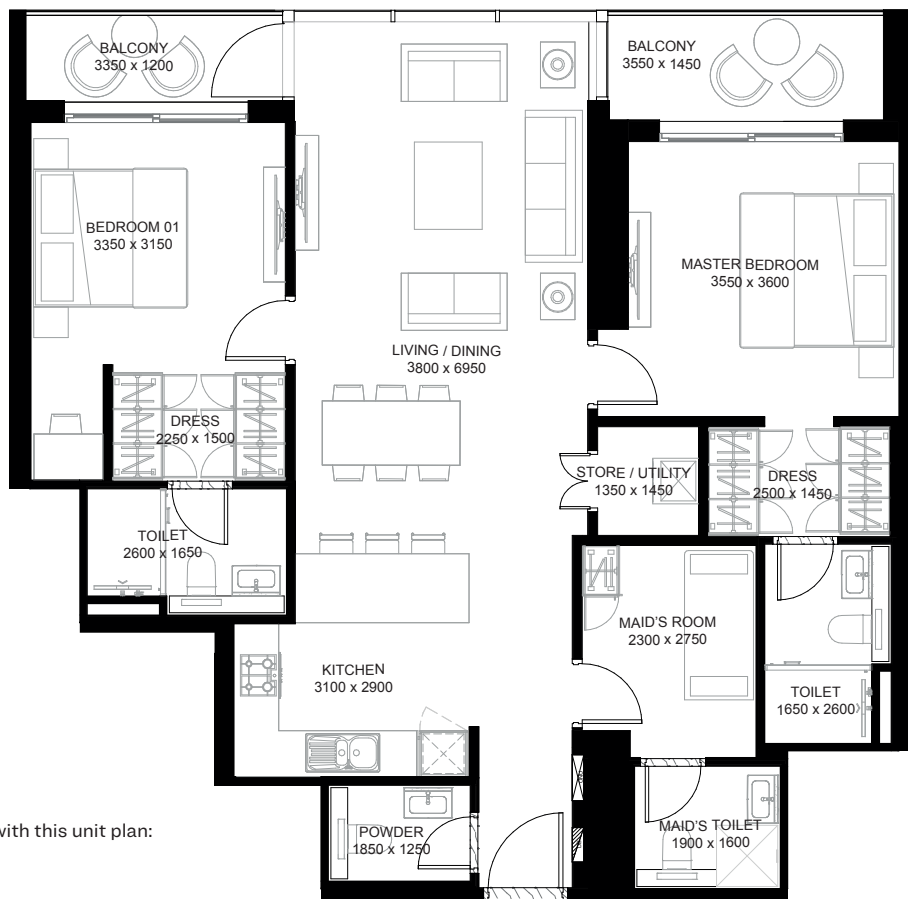 BALCONY
3350 x 1200
BALCONY
3550 x 1450
BEDROOM 01
3350 x 3150
MASTER BEDROOM
3550 x 3600
LIVING / DINING
3800 x 6950
DRESS
2250 x 1500
STORE / UTILITY
1350 x 1450
DRESS
2500 x 1450
TOILET
2600 x 1650
MAID'S ROOM
2300 x 2750
KITCHEN
3100 x 2900
TOILET
1650 x 2600
with this unit plan:
POWDER
1850 x 1250
MAID'S TOILET
1900 x 1600